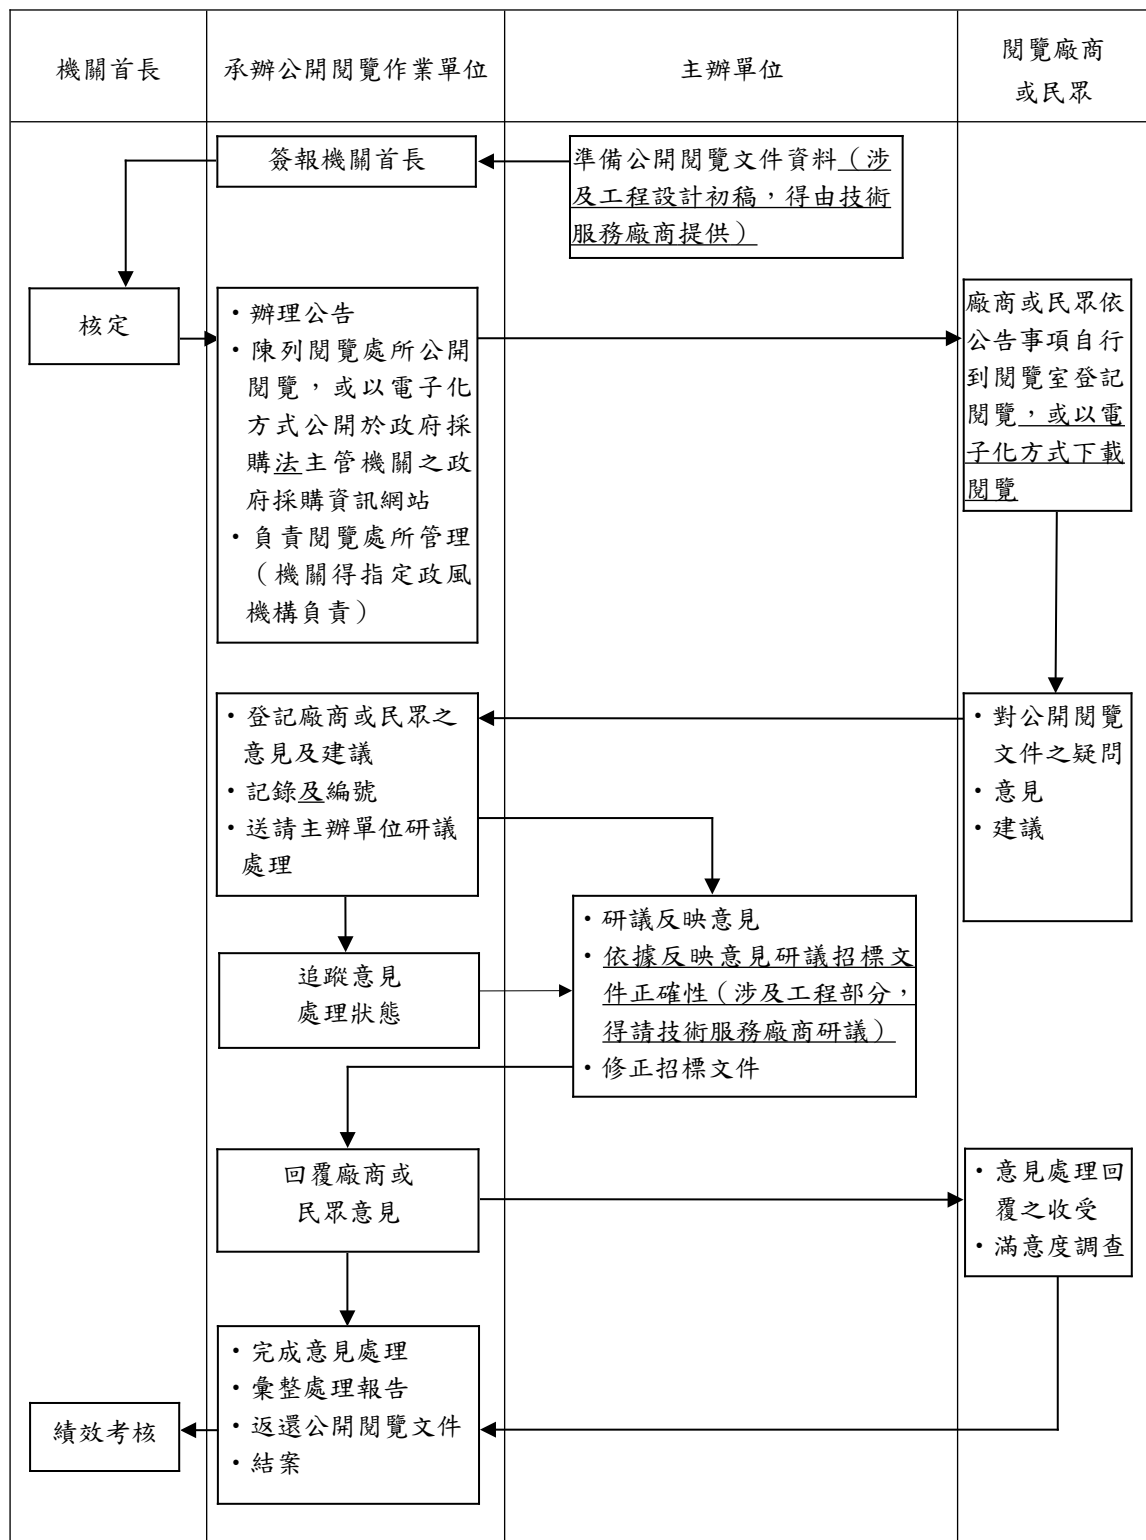 機關首長
承辦公開閱覽作業單位
主辦單位
閱覽廠商
或民眾
簽報機關首長
準備公開閱覽文件資料（涉
及工程設計初稿，得由技術
服務廠商提供）
核定
・辦理公告
・陳列閱覽處所公開
閱覽，或以電子化
方式公開於政府採
購法主管機關之政
府採購資訊網站
・負責閱覽處所管理
（機關得指定政風
機構負責）
廠商或民眾依
公告事項自行
到閱覽室登記
閱覽，或以電
子化方式下載
閱覽
・登記廠商或民眾之
意見及建議
・記錄及編號
・送請主辦單位研議
處理
・對公開閱覽
文件之疑問
・意見
・建議
追蹤意見
處理狀態
・研議反映意見
・依據反映意見研議招標文
件正確性（涉及工程部分，
得請技術服務廠商研議）
・修正招標文件
回覆廠商或
民眾意見
・意見處理回
覆之收受
・滿意度調查
・完成意見處理
・彙整處理報告
・返還公開閱覽文件
・結案
績效考核